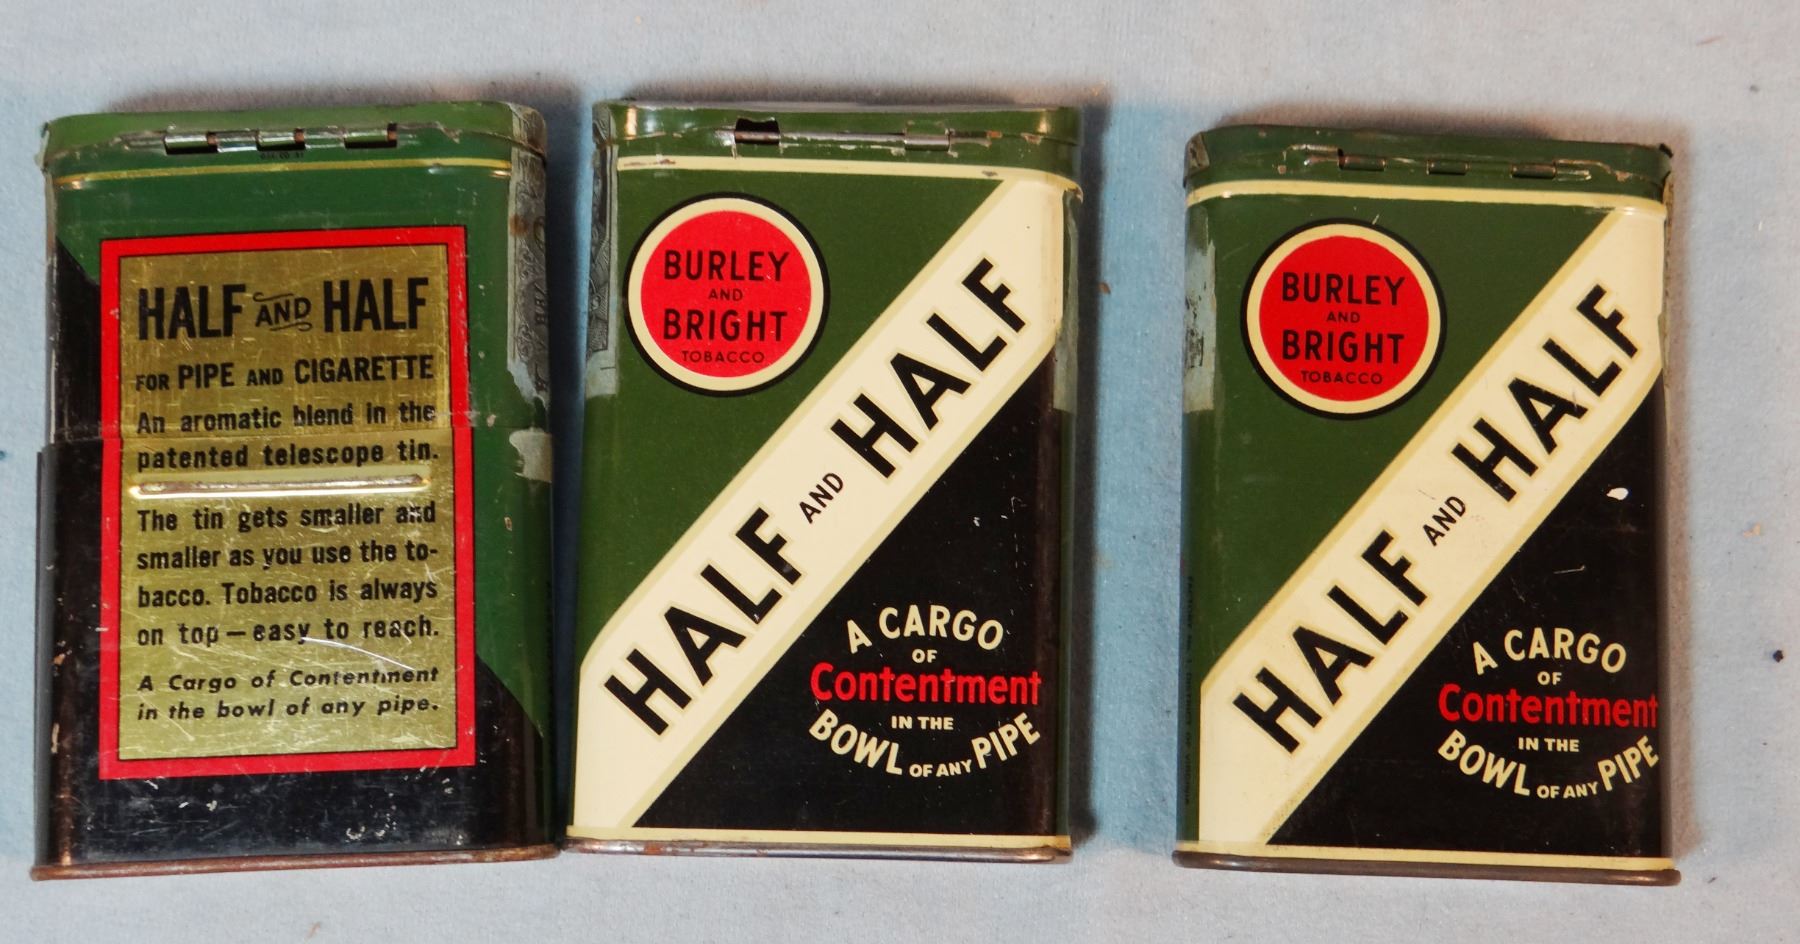 HALF AND HALF
FOR PIPE AND CIGARETTE
An aromatic blend in the
patented telescope tin.
The tin gets smaller and
smaller as you use the to-
bacco. Tobacco is always
on top—easy to reach.
A Cargo of Contentment
in the bowl of any pipe.
BURLEY
AND
BRIGHT
TOBACCO
HALF AND HALF
A CARGO
OF
Contentment
IN THE
BOWL OF ANY PIPE
BURLEY
AND
BRIGHT
TOBACCO
HALF AND HALF
A CARGO
OF
Contentment
IN THE
BOWL OF ANY PIPE